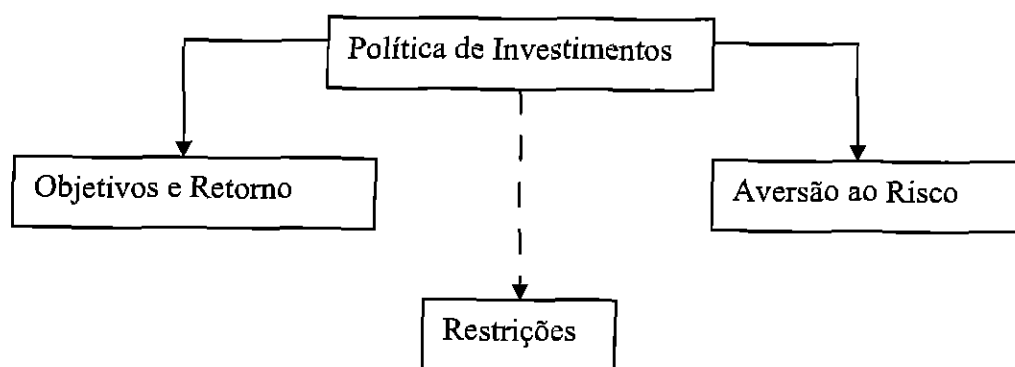 Política de Investimentos
Objetivos e Retorno
Aversão ao Risco
Restrições